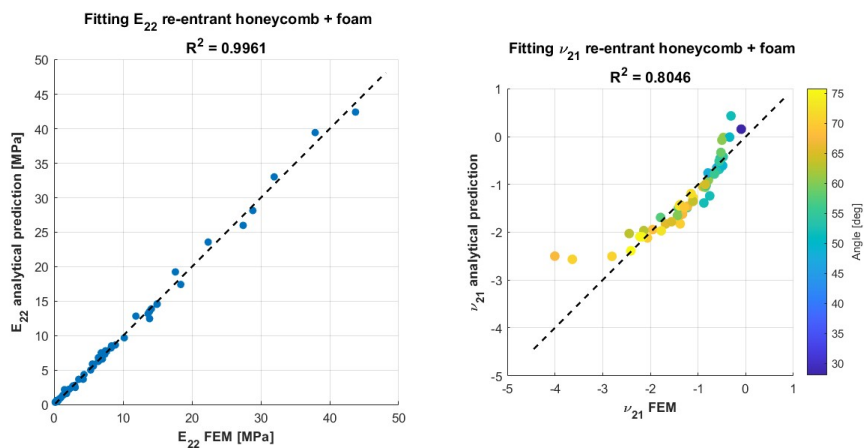 Fitting E22 re-entrant honeycomb + foam
R2 = 0.9961
50
45
40
35
30
25
20
15
10
5
0
E22 analytical prediction [MPa]
0 10 20 30 40 50
E22 FEM [MPa]
Fitting ν21 re-entrant honeycomb + foam
R2 = 0.8046
1
0
-1
-2
-3
-4
-5
ν21 analytical prediction
-5 -4 -3 -2 -1 0 1
ν21 FEM
75
70
65
60
55
50
45
40
35
30
Angle [deg]